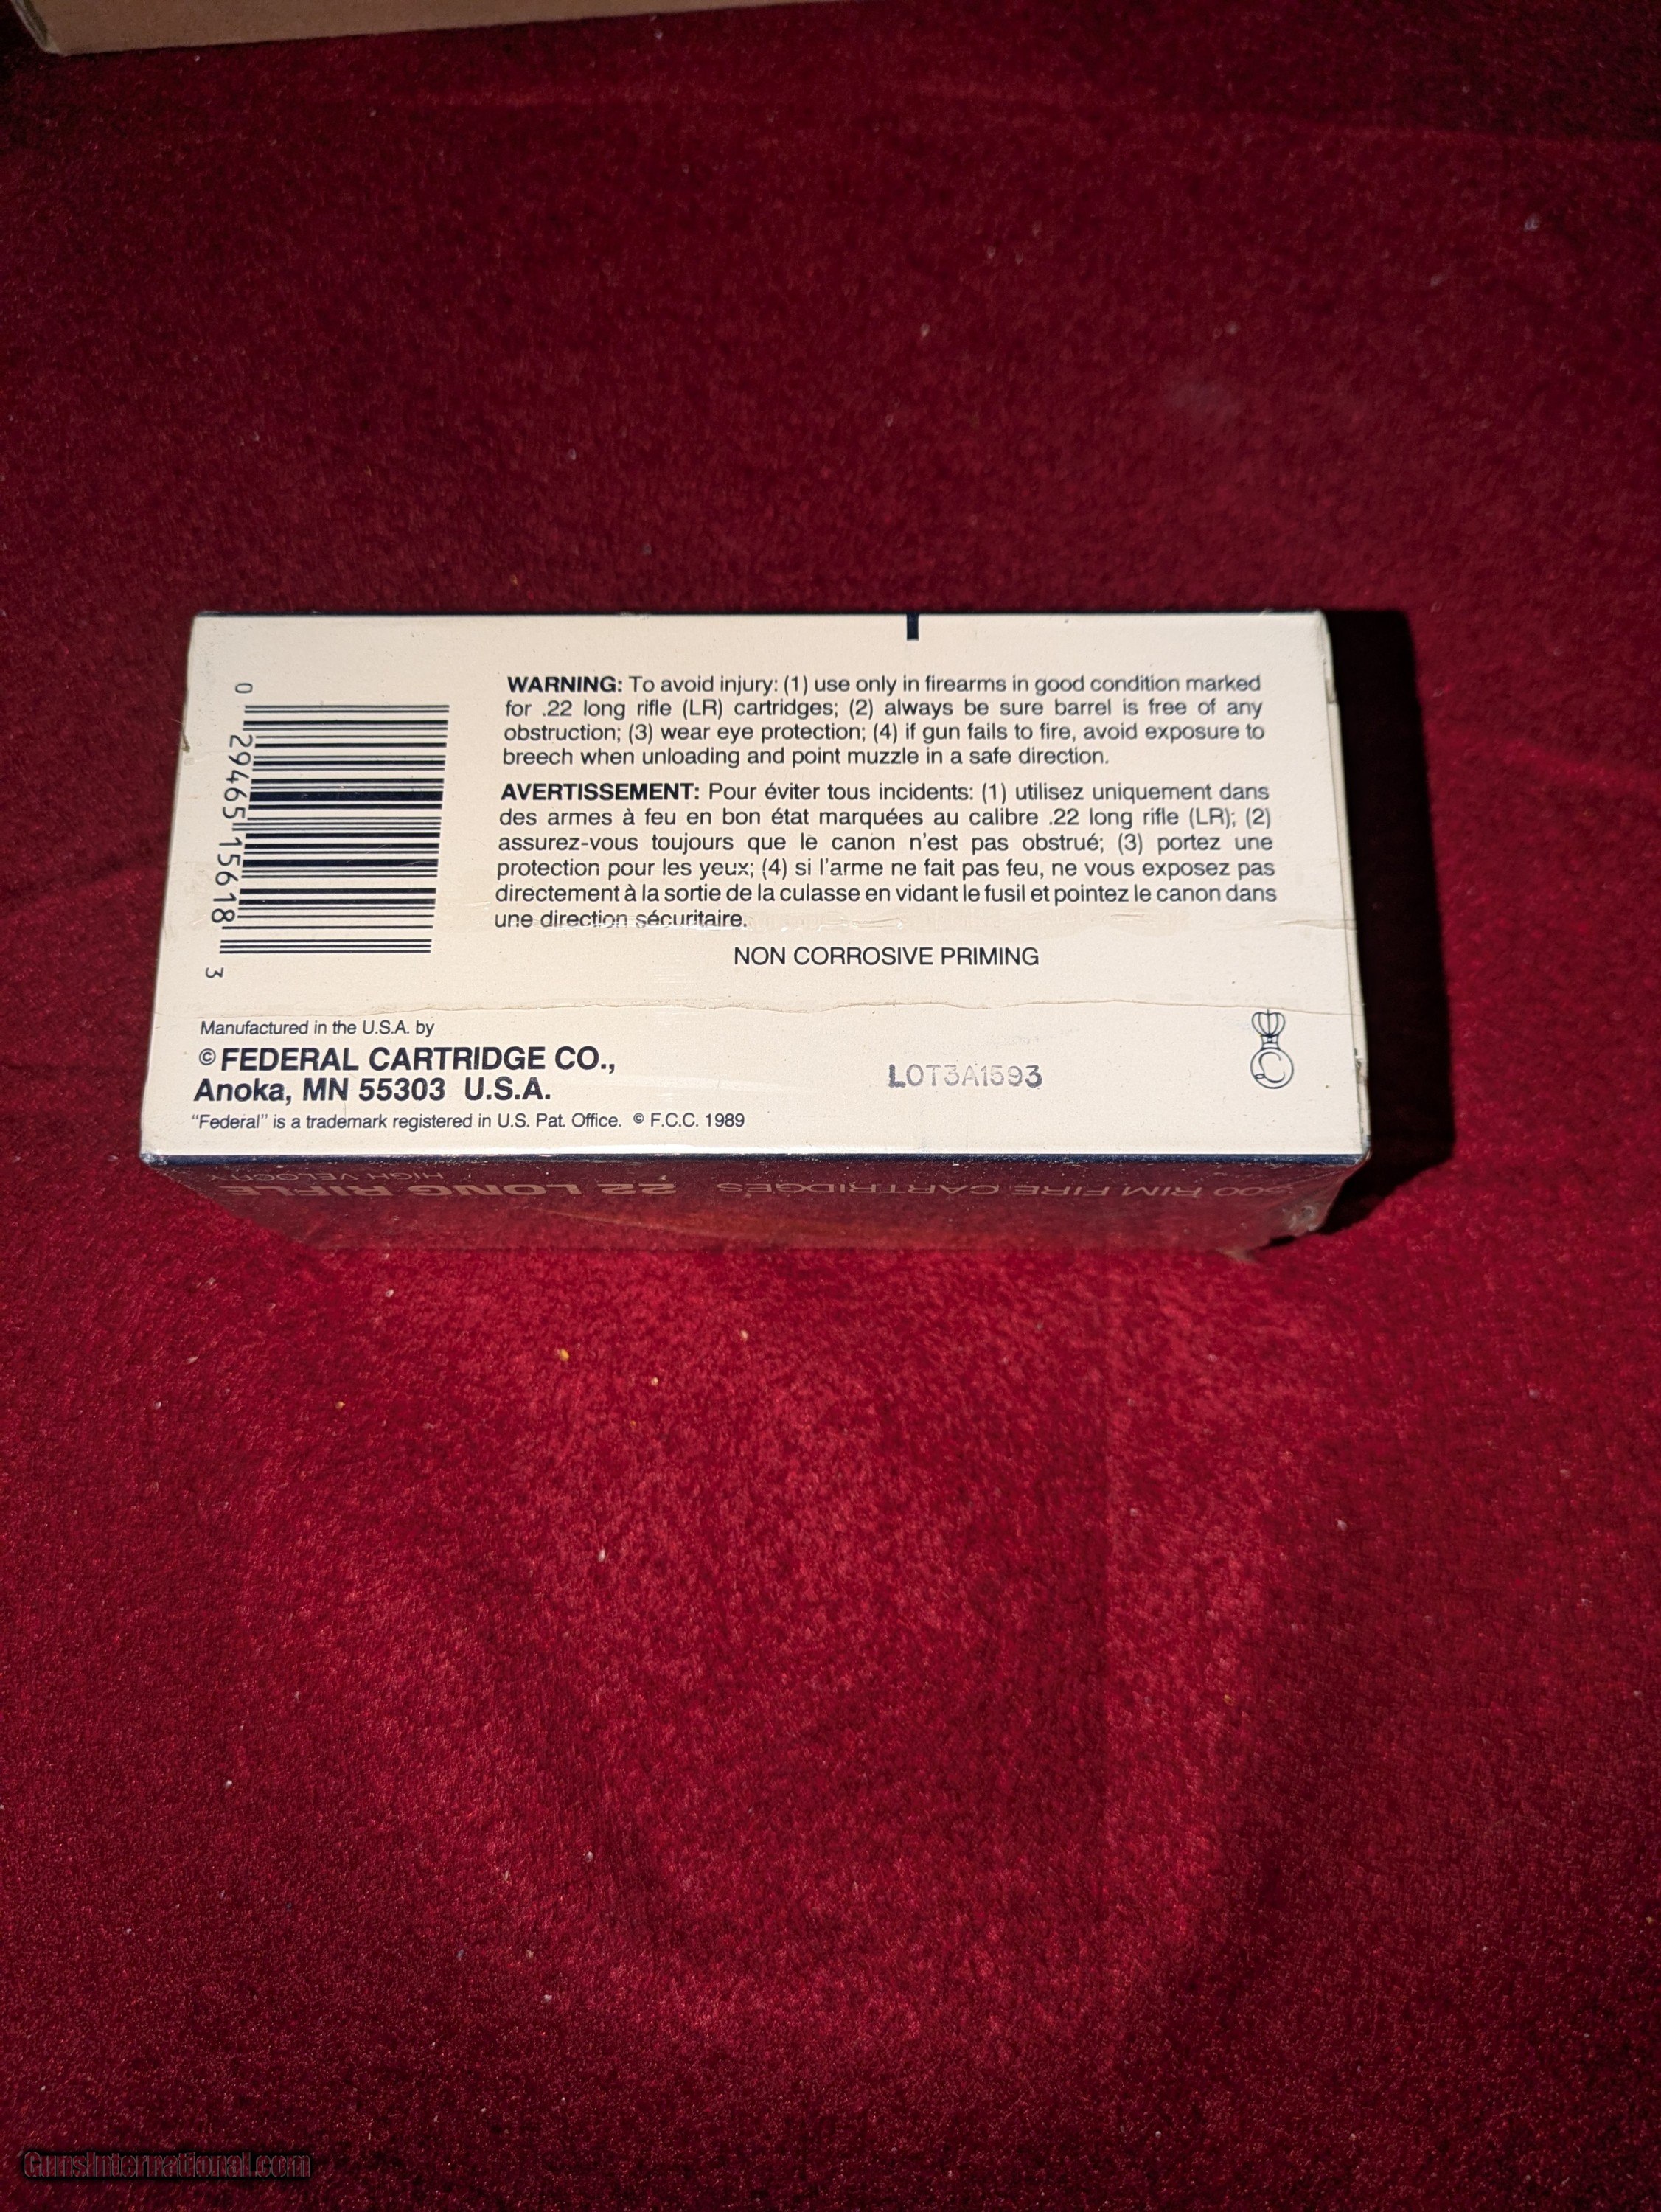 WARNING: To avoid injury: (1) use only in firearms in good condition marked
for .22 long rifle (LR) cartridges; (2) always be sure barrel is free of any
obstruction; (3) wear eye protection; (4) if gun fails to fire, avoid exposure to
breech when unloading and point muzzle in a safe direction.
AVERTISSEMENT: Pour éviter tous incidents: (1) utilisez uniquement dans
des armes à feu en bon état marquées au calibre .22 long rifle (LR); (2)
assurez-vous toujours que le canon n'est pas obstrué; (3) portez une
protection pour les yeux; (4) si l'arme ne fait pas feu, ne vous exposez pas
directement à la sortie de la culasse en vidant le fusil et pointez le canon dans
une direction sécuritaire.
NON CORROSIVE PRIMING
0 29465 15618 3
Manufactured in the U.S.A. by
© FEDERAL CARTRIDGE CO.,
Anoka, MN 55303 U.S.A.
"Federal" is a trademark registered in U.S. Pat. Office. © F.C.C. 1989
LOT3A1593
C
500 RIM FIRE CARTRIDGES 22 LONG RIFLE
HIGH VELOCITY
GunsInternational.com